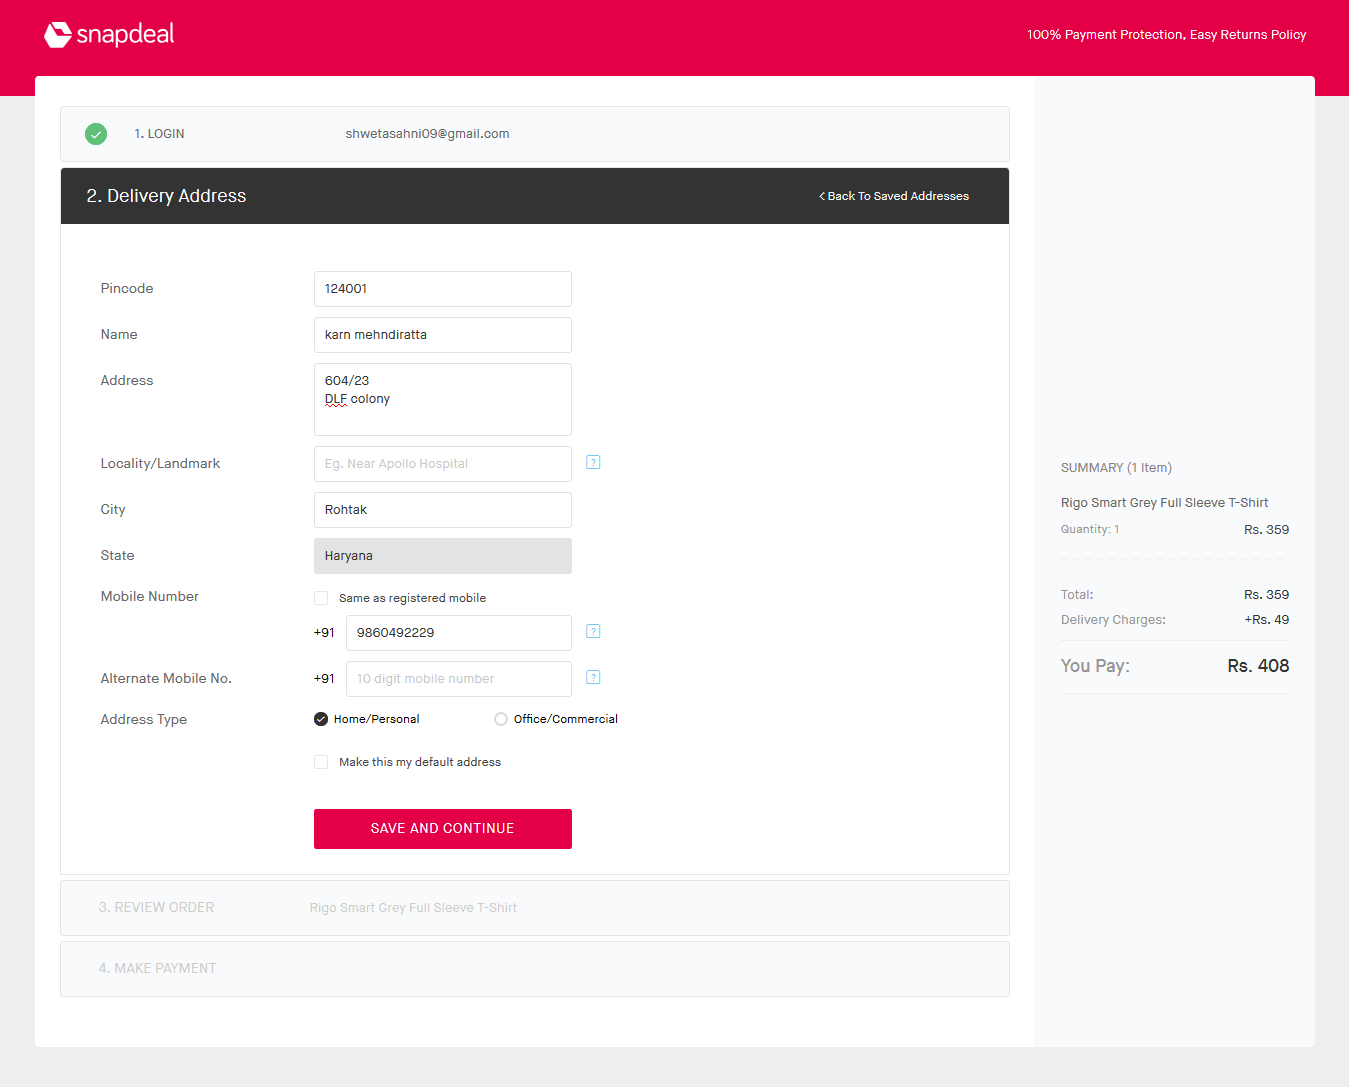 snapdeal
100% Payment Protection, Easy Returns Policy
1. LOGIN shwetasahni09@gmail.com
2. Delivery Address < Back To Saved Addresses
Pincode 124001
Name karn mehndiratta
Address 604/23
DLF colony
Locality/Landmark Eg. Near Apollo Hospital ?
City Rohtak
State Haryana
Mobile Number Same as registered mobile
+91 9860492229 ?
Alternate Mobile No. +91 10 digit mobile number ?
Address Type Home/Personal Office/Commercial
Make this my default address
SAVE AND CONTINUE
3. REVIEW ORDER Rigo Smart Grey Full Sleeve T-Shirt
4. MAKE PAYMENT
SUMMARY (1 Item)
Rigo Smart Grey Full Sleeve T-Shirt
Quantity: 1 Rs. 359
Total: Rs. 359
Delivery Charges: +Rs. 49
You Pay: Rs. 408